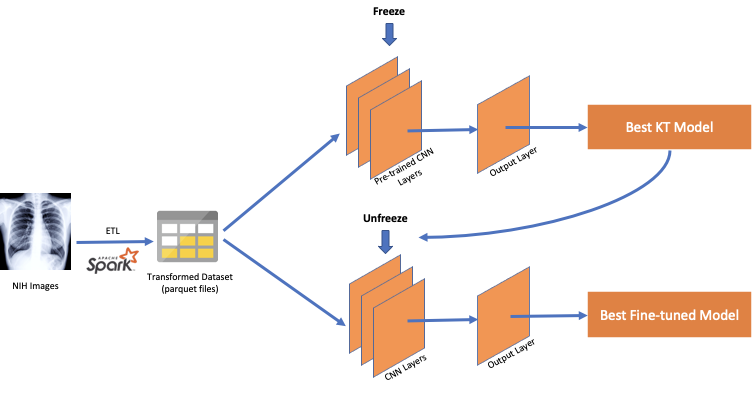 Freeze
Pre-trained CNN
Layers
Output Layer
Best KT Model
Unfreeze
ETL
APACHE
Spark
NIH Images
Transformed Dataset
(parquet files)
CNN Layers
Output Layer
Best Fine-tuned Model